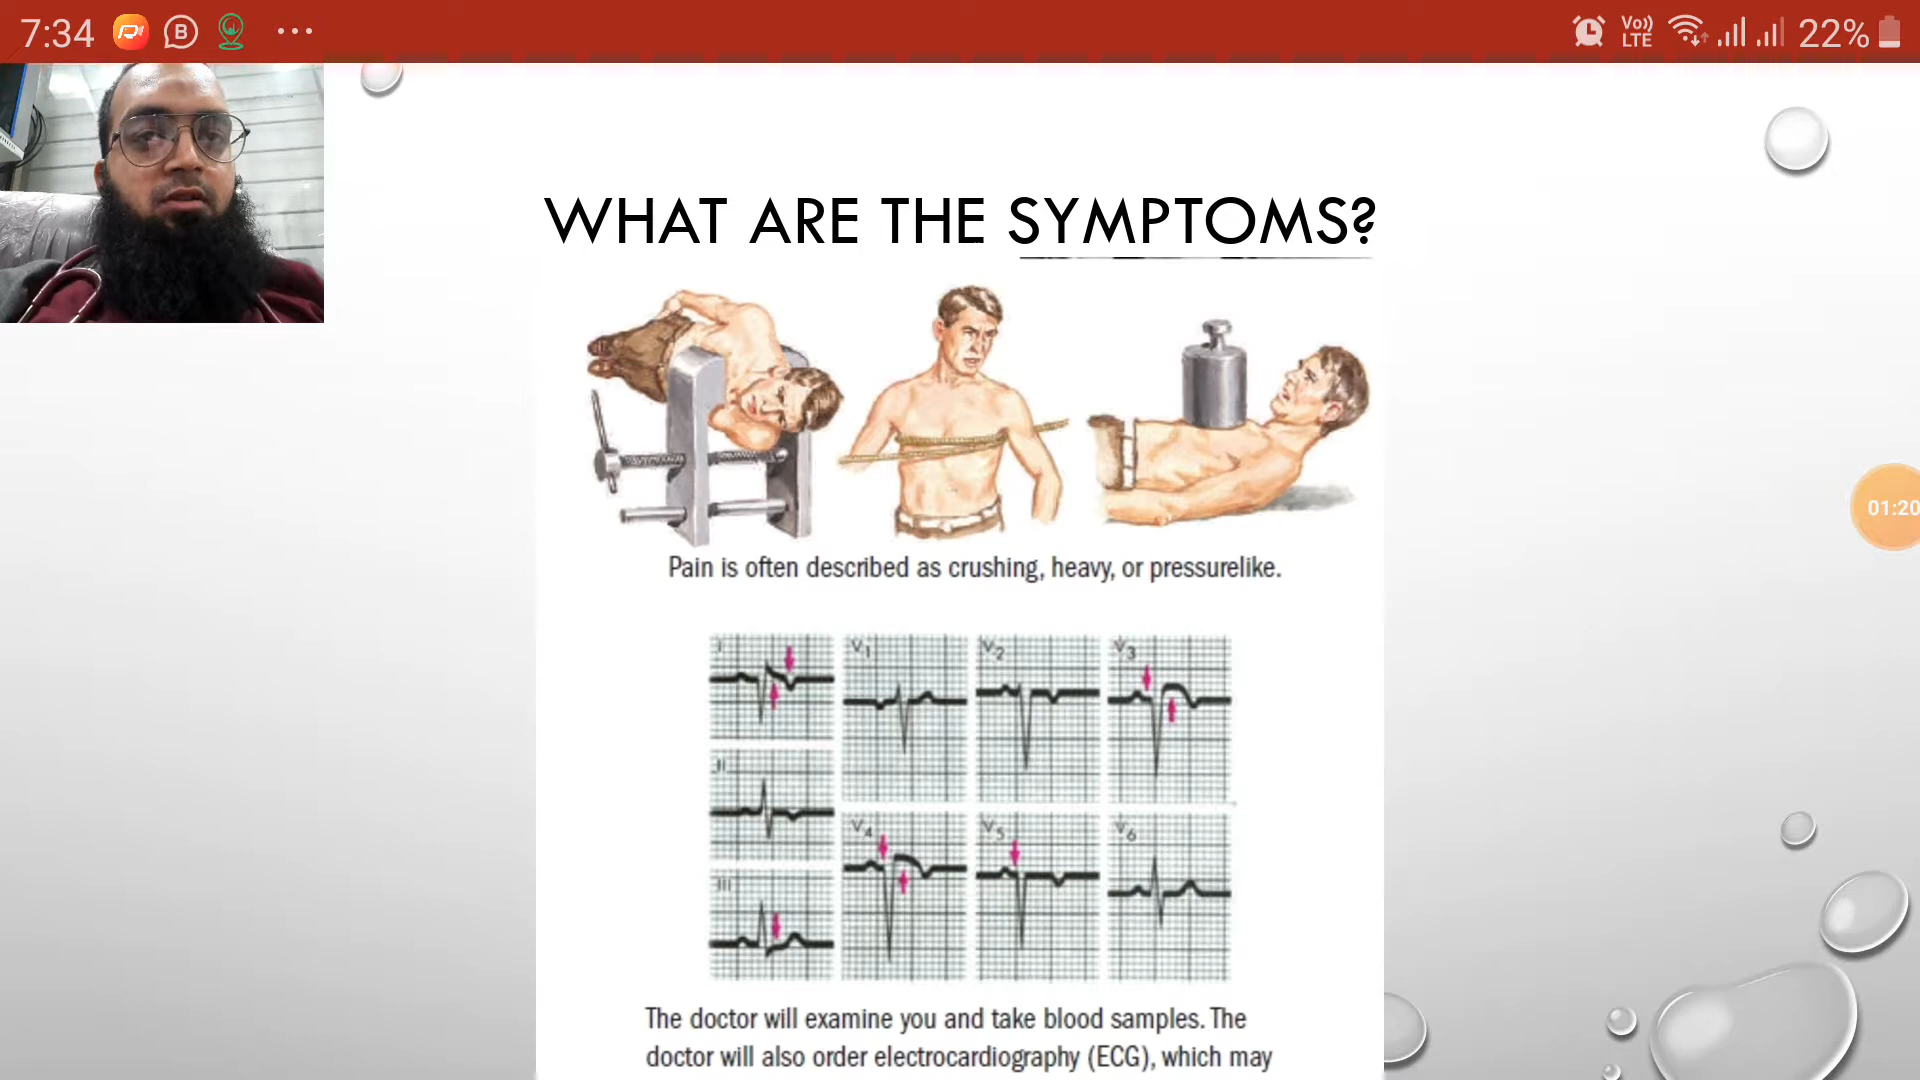 7:34
B
Vo))
LTE
22%
WHAT ARE THE SYMPTOMS?
01:20
Pain is often described as crushing, heavy, or pressurelike.
I
V1
V2
V3
II
V4
V5
V6
III
The doctor will examine you and take blood samples. The
doctor will also order electrocardiography (ECG), which may